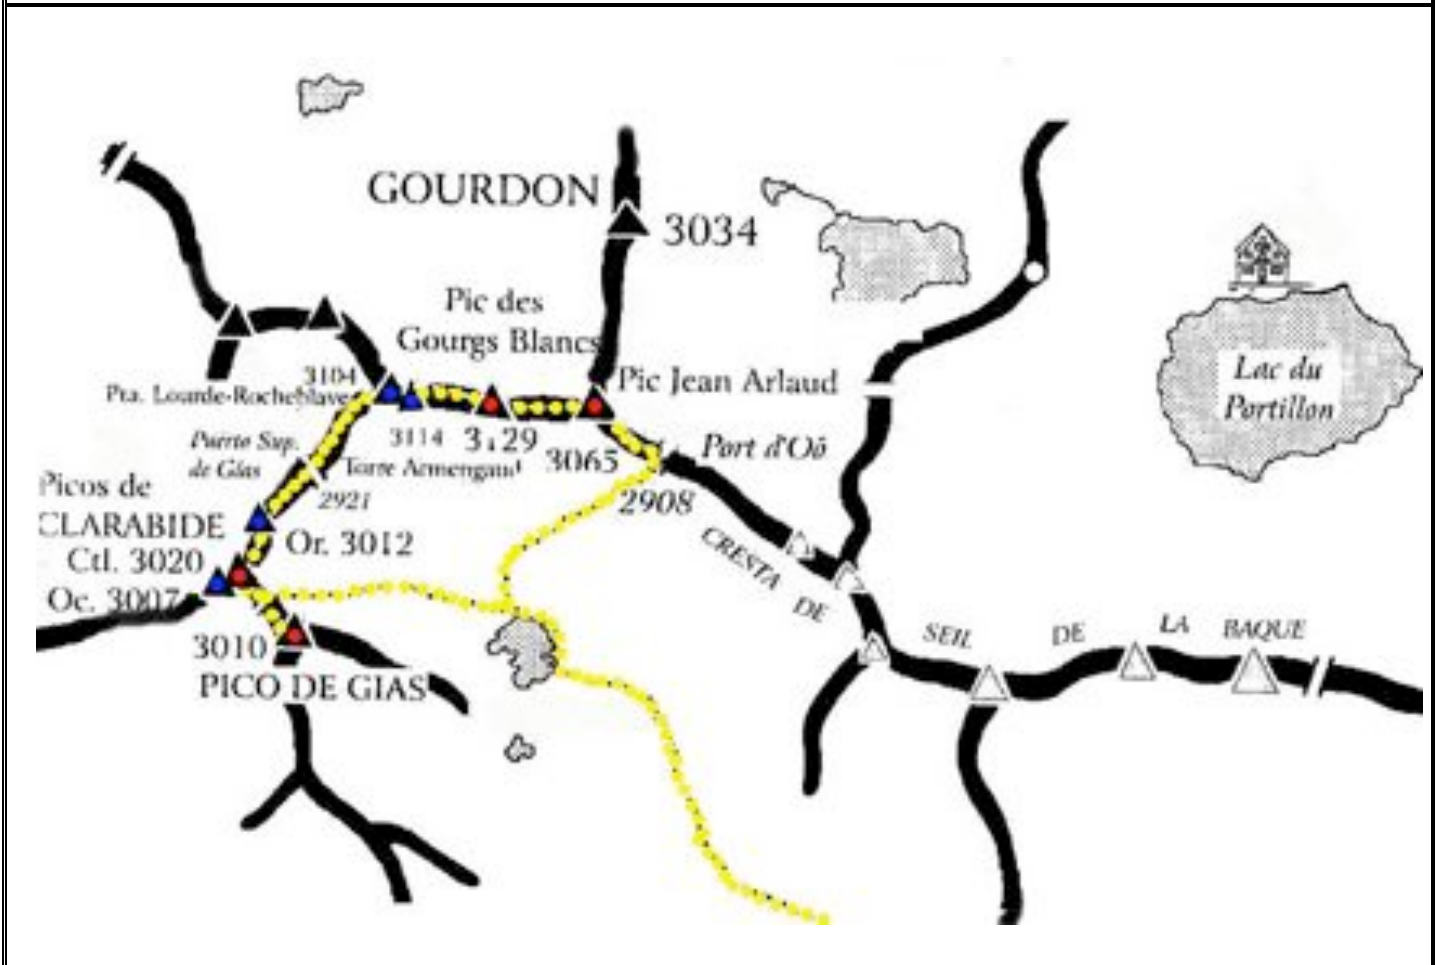 GOURDON
3034
Pic des
Gourgs Blancs
3104
Pta. Lourde-Rocheblave
Pic Jean Arlaud
Lac du
Portillon
3114
3129
3065
Port d'Oô
Puerto Sup.
de Gías
Torre Armengaud
2921
2908
Picos de
CLARABIDE
Or. 3012
Ctl. 3020
Oc. 3007
CRESTA DE
SEIL DE LA BAQUE
3010
PICO DE GIAS